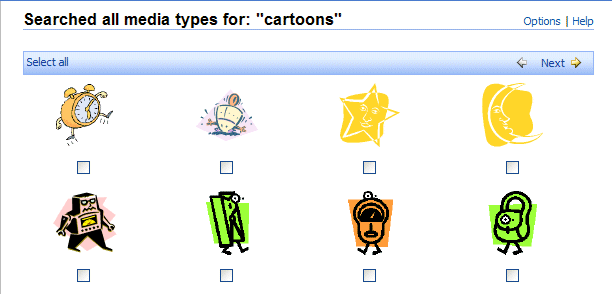 Searched all media types for: "cartoons"
Options | Help
Select all
Next